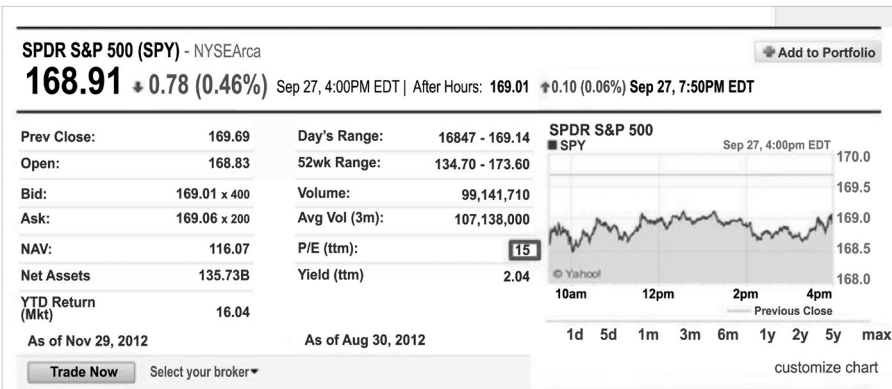 SPDR S&P 500 (SPY) - NYSEArca
Add to Portfolio
168.91 0.78 (0.46%) Sep 27, 4:00PM EDT | After Hours: 169.01 0.10 (0.06%) Sep 27, 7:50PM EDT
Prev Close: 169.69
Open: 168.83
Bid: 169.01 x 400
Ask: 169.06 x 200
NAV: 116.07
Net Assets 135.73B
YTD Return
(Mkt) 16.04
As of Nov 29, 2012
Day's Range: 16847 - 169.14
52wk Range: 134.70 - 173.60
Volume: 99,141,710
Avg Vol (3m): 107,138,000
P/E (ttm): 15
Yield (ttm) 2.04
As of Aug 30, 2012
SPDR S&P 500
SPY Sep 27, 4:00pm EDT
170.0
169.5
169.0
168.5
168.0
© Yahoo!
10am 12pm 2pm 4pm
Previous Close
1d 5d 1m 3m 6m 1y 2y 5y max
customize chart
Trade Now Select your broker